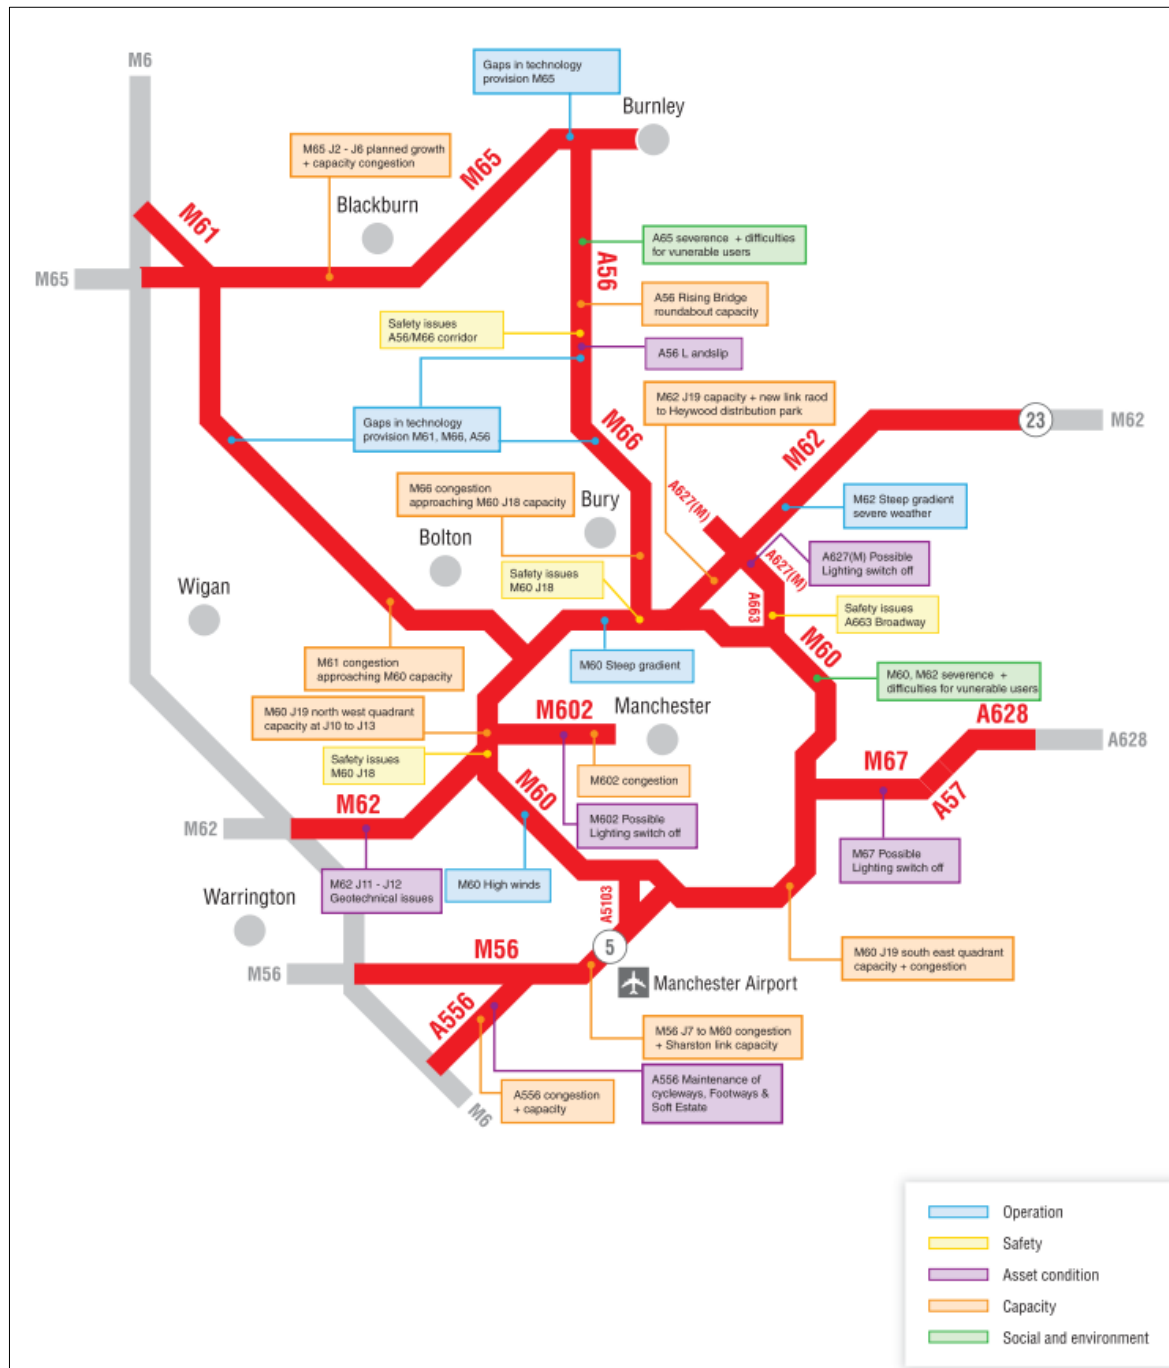 M6
Gaps in technology
provision M65
Burnley
M65 J2 - J6 planned growth
+ capacity congestion
M65
Blackburn
M61
M65
A65 severence + difficulties
for vunerable users
A56
A56 Rising Bridge
roundabout capacity
Safety issues
A56/M66 corridor
A56 L andslip
M62 J19 capacity + new link raod
to Heywood distribution park
Gaps in technology
provision M61, M66, A56
M66
M62
23
M62
M66 congestion
approaching M60 J18 capacity
Bury
A627(M)
M62 Steep gradient
severe weather
Bolton
A627(M) Possible
Lighting switch off
A627(M)
Safety issues
M60 J18
Wigan
A663
Safety issues
A663 Broadway
M60
M61 congestion
approaching M60 capacity
M60 Steep gradient
M60, M62 severence +
difficulties for vunerable users
M60 J19 north west quadrant
capacity at J10 to J13
M602
Manchester
A628
A628
Safety issues
M60 J18
M602 congestion
M67
A57
M60
M62
M62
M602 Possible
Lighting switch off
M67 Possible
Lighting switch off
M62 J11 - J12
Geotechnical issues
M60 High winds
Warrington
A5103
5
M60 J19 south east quadrant
capacity + congestion
M56
M56
Manchester Airport
A556
M56 J7 to M60 congestion
+ Sharston link capacity
A556 congestion
+ capacity
A556 Maintenance of
cycleways, Footways &
Soft Estate
M6
Operation
Safety
Asset condition
Capacity
Social and environment